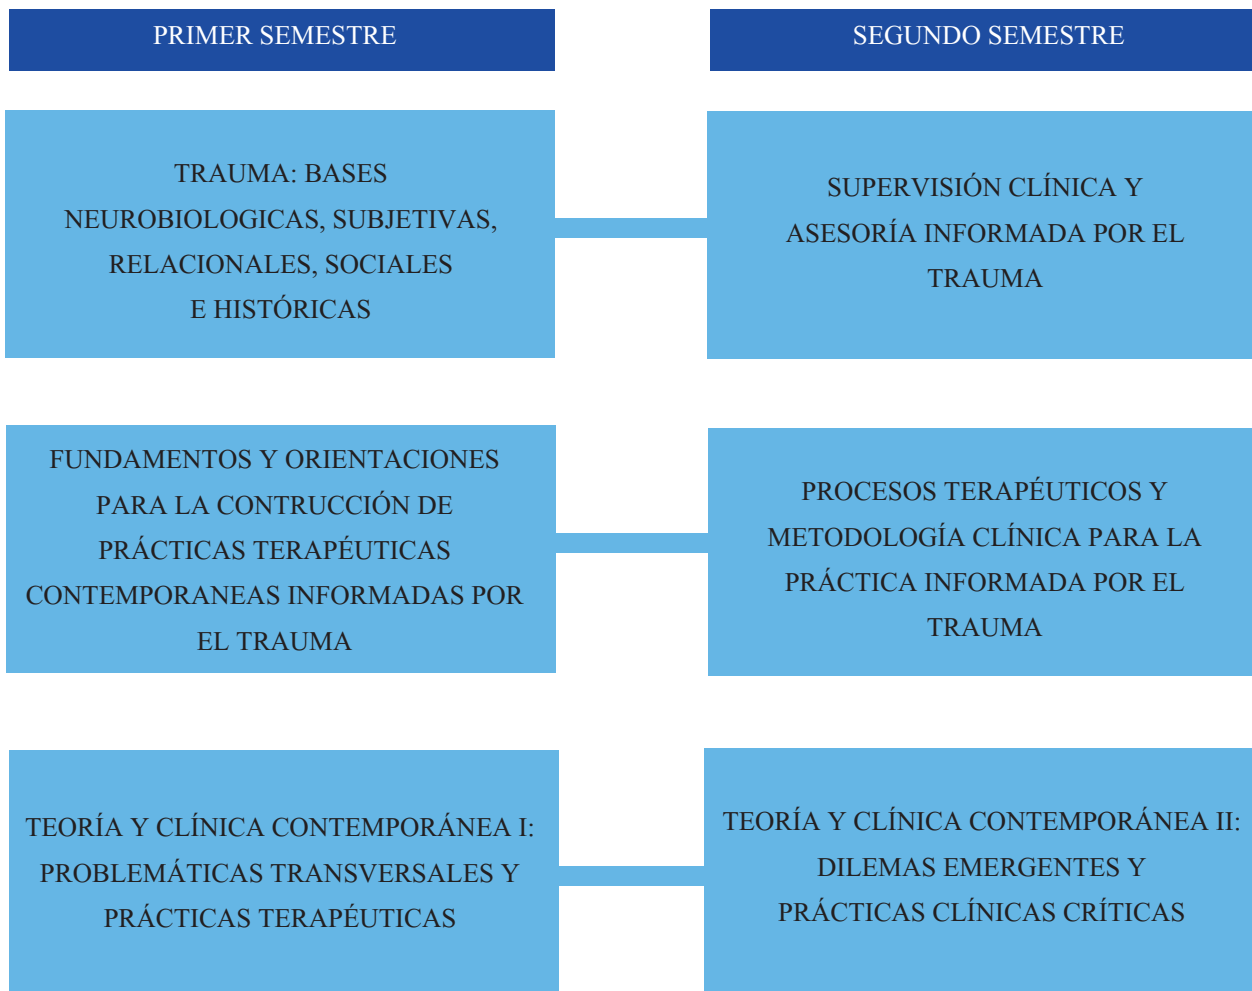 PRIMER SEMESTRE
SEGUNDO SEMESTRE
TRAUMA: BASES
NEUROBIOLOGICAS, SUBJETIVAS,
RELACIONALES, SOCIALES
E HISTÓRICAS
SUPERVISIÓN CLÍNICA Y
ASESORÍA INFORMADA POR EL
TRAUMA
FUNDAMENTOS Y ORIENTACIONES
PARA LA CONTRUCCIÓN DE
PRÁCTICAS TERAPÉUTICAS
CONTEMPORANEAS INFORMADAS POR
EL TRAUMA
PROCESOS TERAPÉUTICOS Y
METODOLOGÍA CLÍNICA PARA LA
PRÁCTICA INFORMADA POR EL
TRAUMA
TEORÍA Y CLÍNICA CONTEMPORÁNEA I:
PROBLEMÁTICAS TRANSVERSALES Y
PRÁCTICAS TERAPÉUTICAS
TEORÍA Y CLÍNICA CONTEMPORÁNEA II:
DILEMAS EMERGENTES Y
PRÁCTICAS CLÍNICAS CRÍTICAS